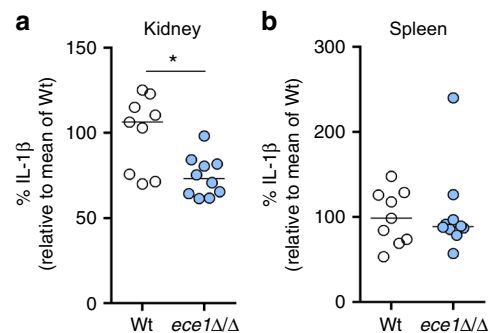 a
Kidney
*
150
100
50
0
% IL-1β
(relative to mean of Wt)
Wt
ece1Δ/Δ
b
Spleen
300
200
100
0
% IL-1β
(relative to mean of Wt)
Wt
ece1Δ/Δ